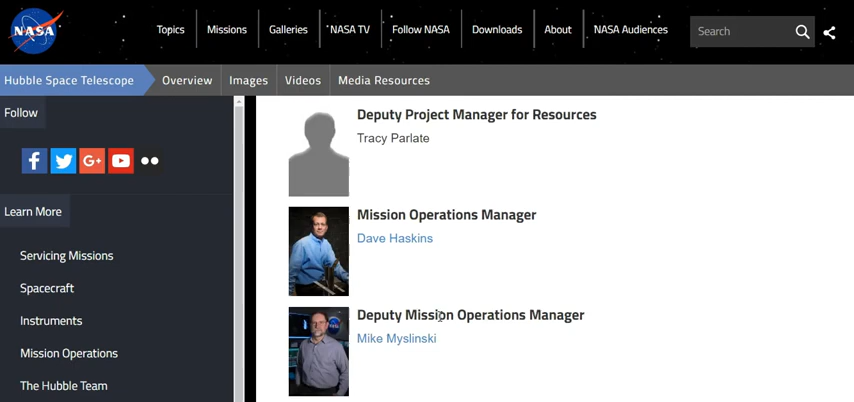 NASA
Topics
Missions
Galleries
NASA TV
Follow NASA
Downloads
About
NASA Audiences
Search
Hubble Space Telescope
Overview
Images
Videos
Media Resources
Follow
Learn More
Servicing Missions
Spacecraft
Instruments
Mission Operations
The Hubble Team
Deputy Project Manager for Resources
Tracy Parlate
Mission Operations Manager
Dave Haskins
Deputy Mission Operations Manager
Mike Myslinski